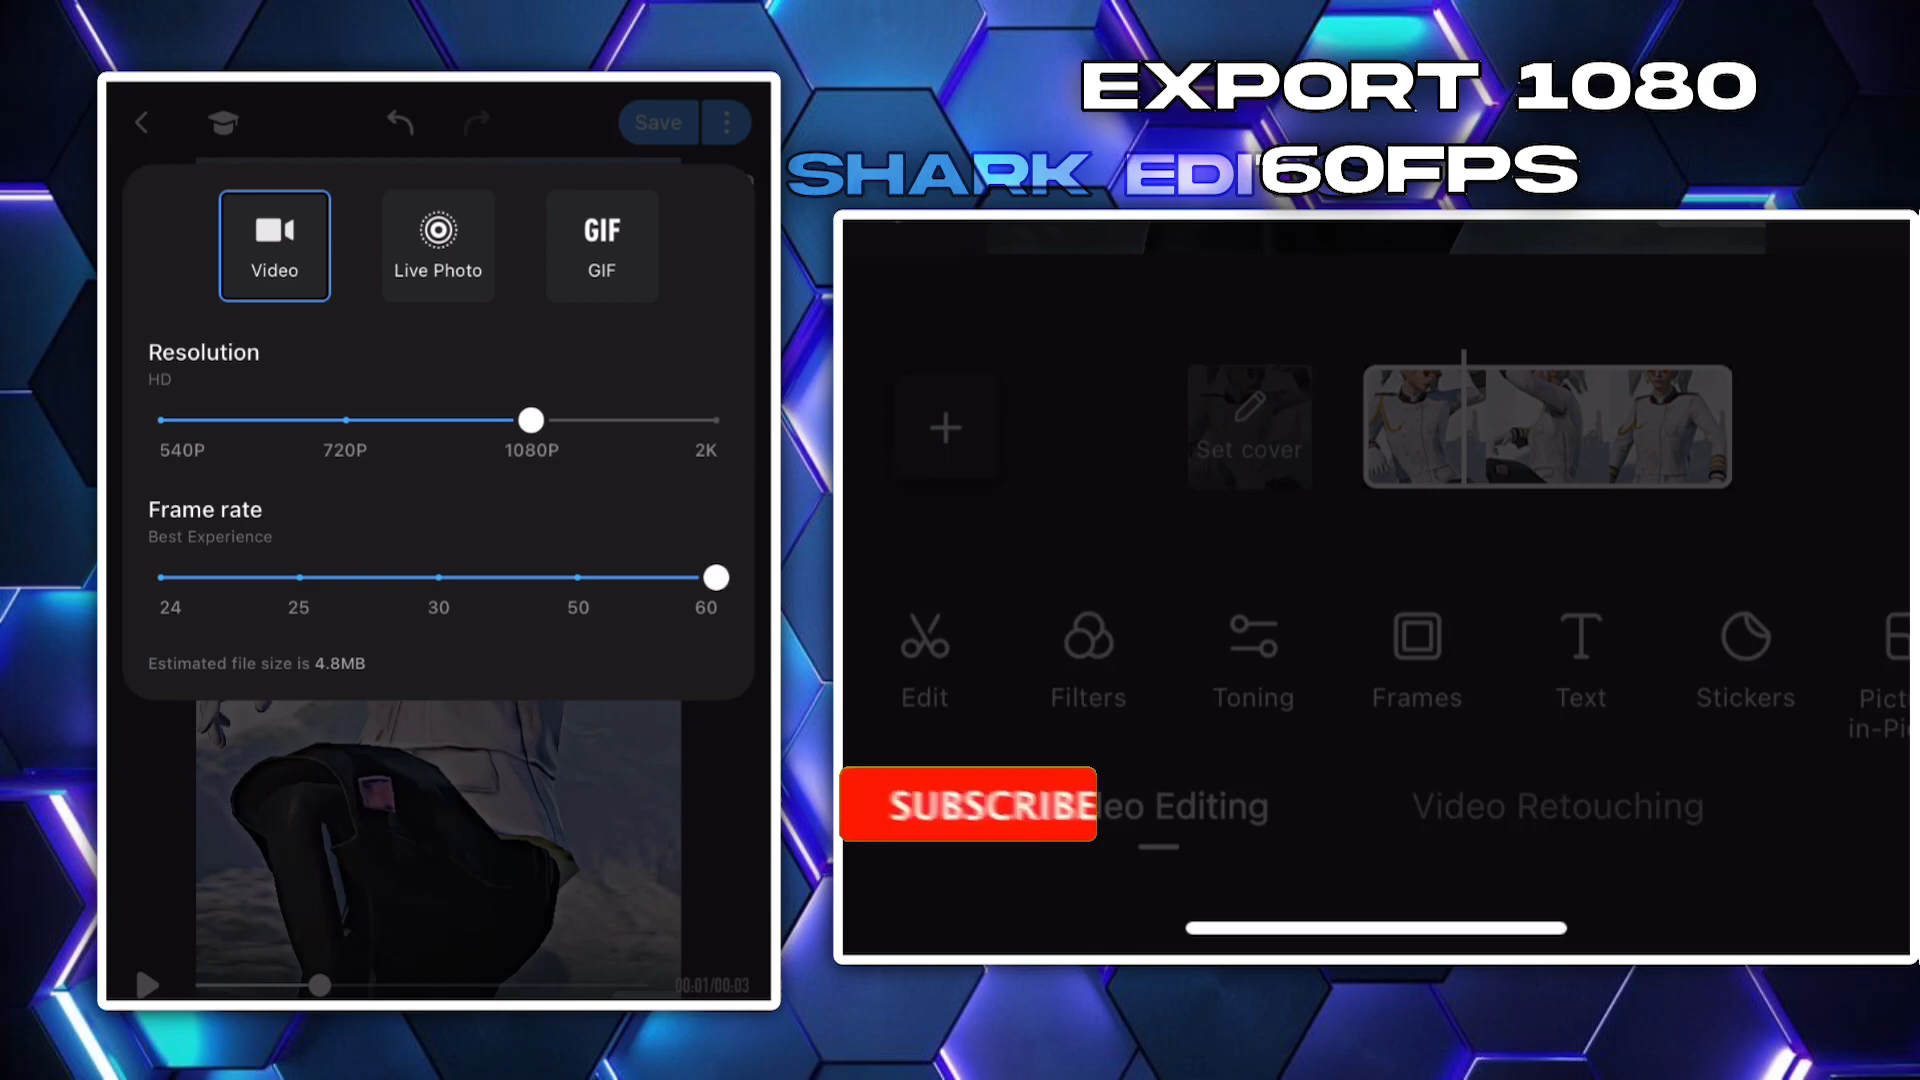 EXPORT 1080
60FPS
SHARK EDI
Save
Video
Live Photo
GIF
GIF
Resolution
HD
540P
720P
1080P
2K
Frame rate
Best Experience
24
25
30
50
60
Estimated file size is 4.8MB
00:01/00:03
Set cover
Edit
Filters
Toning
Frames
Text
Stickers
Pict
in-Pi
SUBSCRIBE
eo Editing
Video Retouching